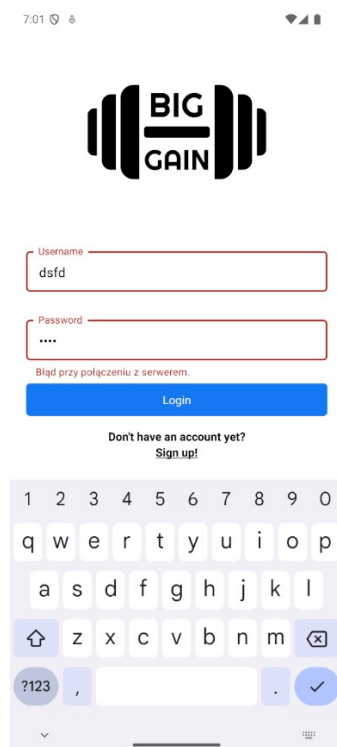 7:01
BIG
GAIN
Username
dsfd
Password
••••
Błąd przy połączeniu z serwerem.
Login
Don't have an account yet?
Sign up!
1 2 3 4 5 6 7 8 9 0
q w e r t y u i o p
a s d f g h j k l
z x c v b n m
?123 , .